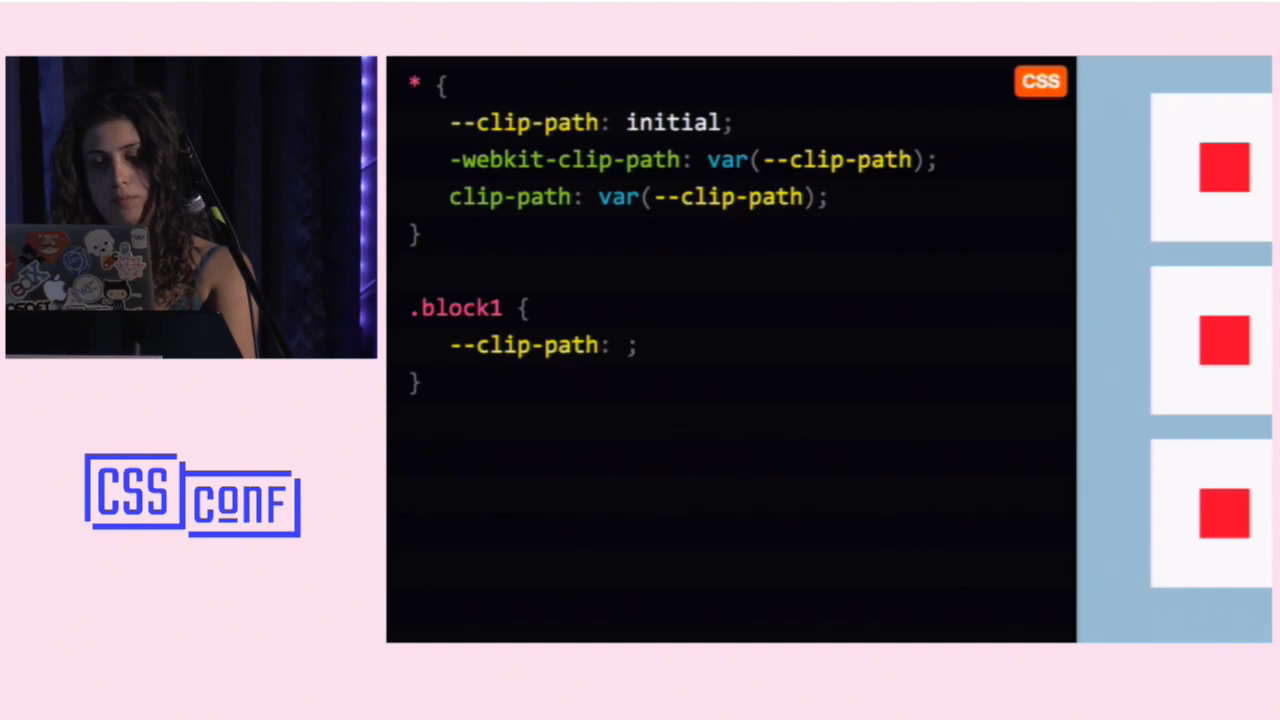 * {
--clip-path: initial;
-webkit-clip-path: var(--clip-path);
clip-path: var(--clip-path);
}
.block1 {
--clip-path: ;
}
CSS
CSS
conf